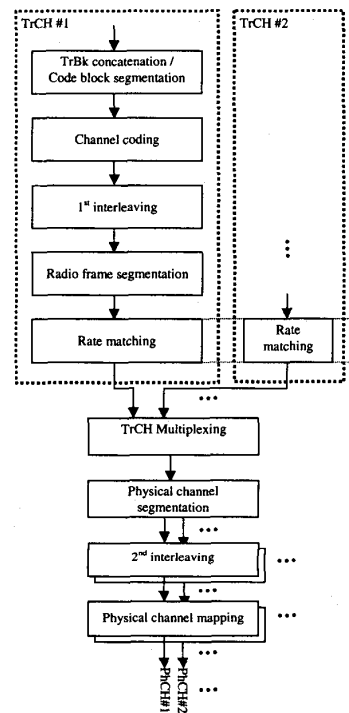 TrCH #1
TrCH #2
TrBk concatenation /
Code block segmentation
Channel coding
1st interleaving
Radio frame segmentation
Rate matching
Rate
matching
TrCH Multiplexing
Physical channel
segmentation
2nd interleaving
Physical channel mapping
PhCH#1
PhCH#2